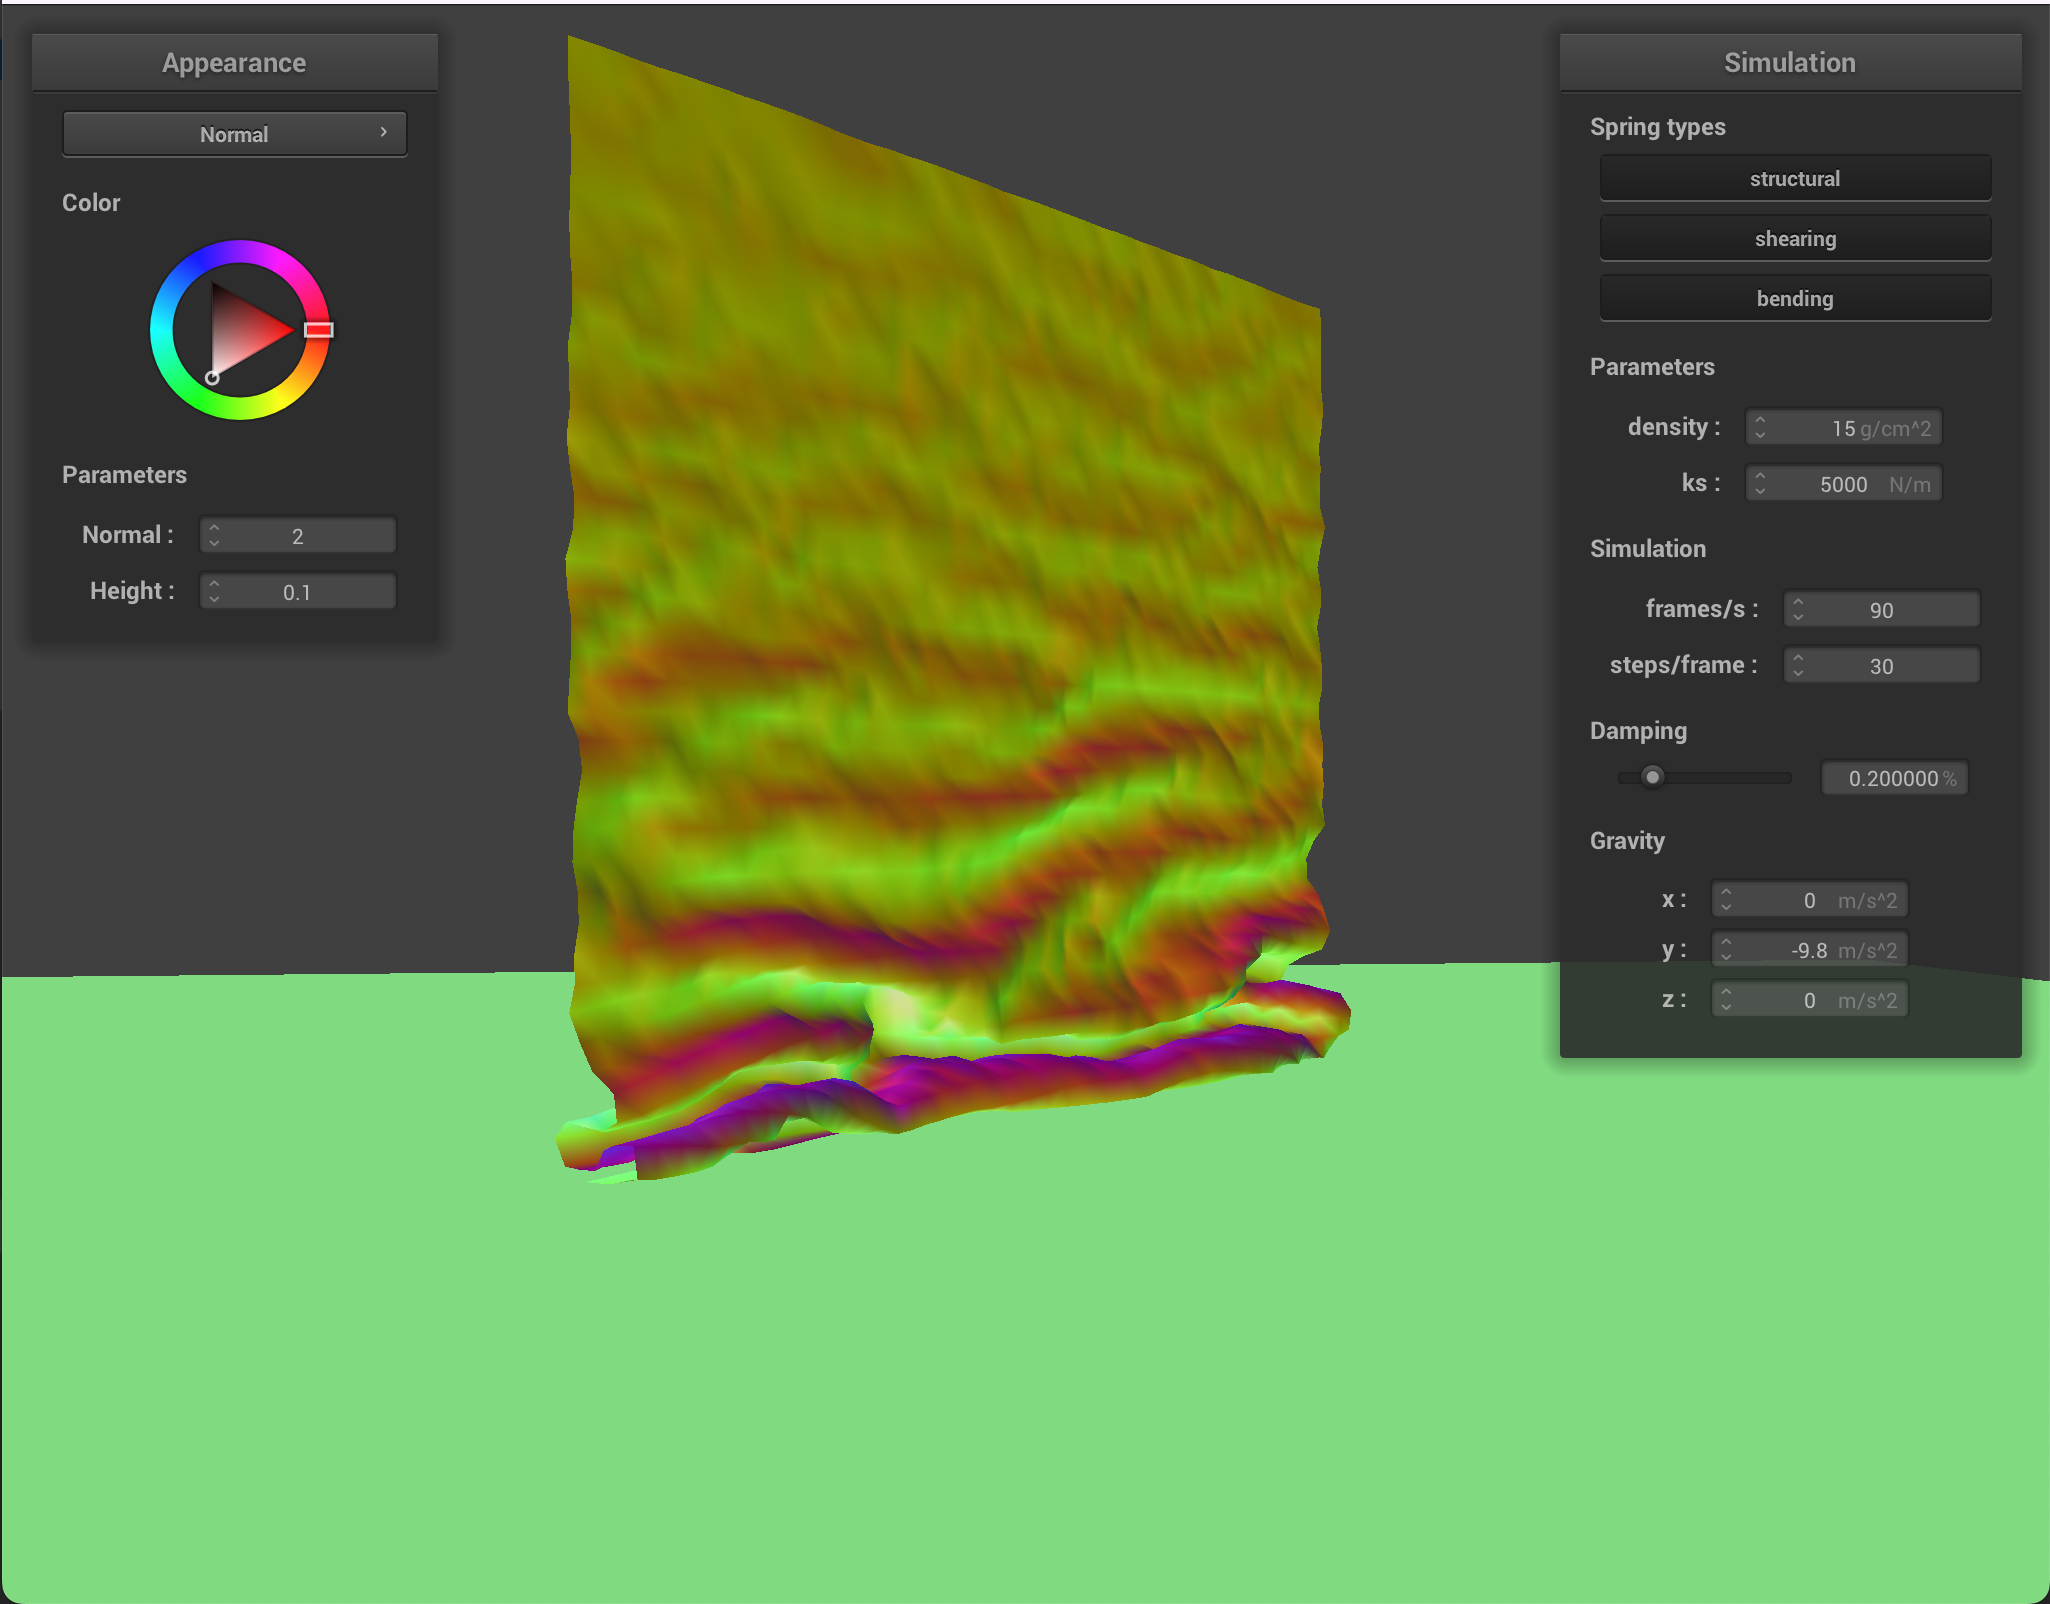 Appearance
Normal
Color
Parameters
Normal :
2
Height :
0.1
Simulation
Spring types
structural
shearing
bending
Parameters
density :
15 g/cm^2
ks :
5000 N/m
Simulation
frames/s :
90
steps/frame :
30
Damping
0.200000 %
Gravity
x :
0 m/s^2
y :
-9.8 m/s^2
z :
0 m/s^2